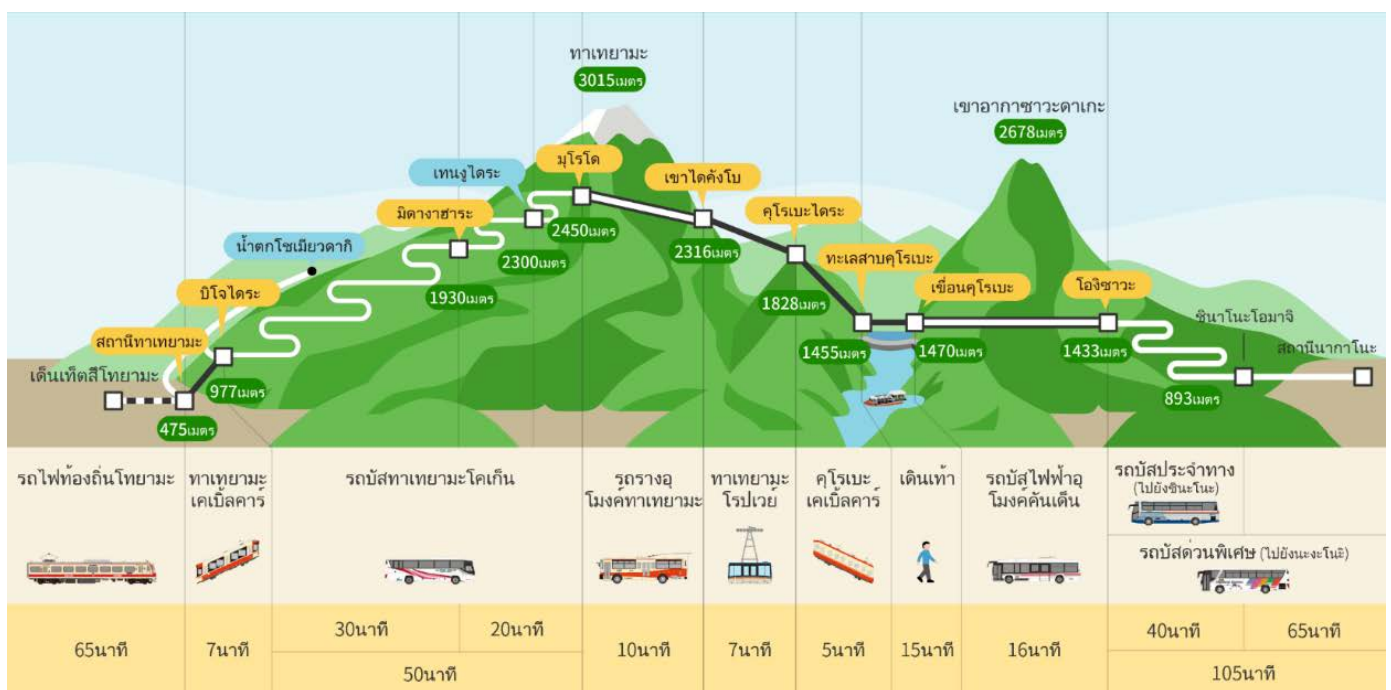 ทาเทยามะ
3015เมตร
เขาอากาซาวะดาเกะ
2678เมตร
มุโรโด
เทนงูไดระ
เขาไดคังโบ
มิดางาฮาระ
คุโรเบะไดระ
2450เมตร
น้ำตกโชเมียวดากิ
2300เมตร
2316เมตร
ทะเลสาบคุโรเบะ
บิโจไดระ
1930เมตร
1828เมตร
เขื่อนคุโรเบะ
โองิซาวะ
ชินาโนะโอมาจิ
สถานีทาเทยามะ
1455เมตร
1470เมตร
1433เมตร
สถานีนากาโนะ
เด็นเท็ตสึโทยามะ
977เมตร
893เมตร
475เมตร
รถไฟท้องถิ่นโทยามะ
ทาเทยามะ
เคเบิ้ลคาร์
รถบัสทาเทยามะโคเก็น
รถรางอุ
โมงค์ทาเทยามะ
ทาเทยามะ
โรปเวย์
คุโรเบะ
เคเบิ้ลคาร์
เดินเท้า
รถบัสไฟฟ้าอุ
โมงค์คันเด็น
รถบัสประจำทาง
(ไปยังชินะโนะ)
รถบัสด่วนพิเศษ (ไปยังนะงะโนะ)
65นาที
7นาที
30นาที
20นาที
50นาที
10นาที
7นาที
5นาที
15นาที
16นาที
40นาที
65นาที
105นาที